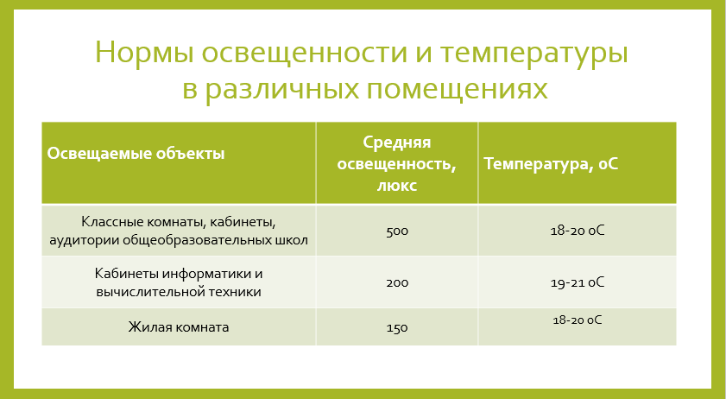 Нормы освещенности и температуры
в различных помещениях
Освещаемые объекты
Средняя
освещенность,
люкс
Температура, оС
Классные комнаты, кабинеты,
аудитории общеобразовательных школ
500
18-20 оС
Кабинеты информатики и
вычислительной техники
200
19-21 оС
Жилая комната
150
18-20 оС